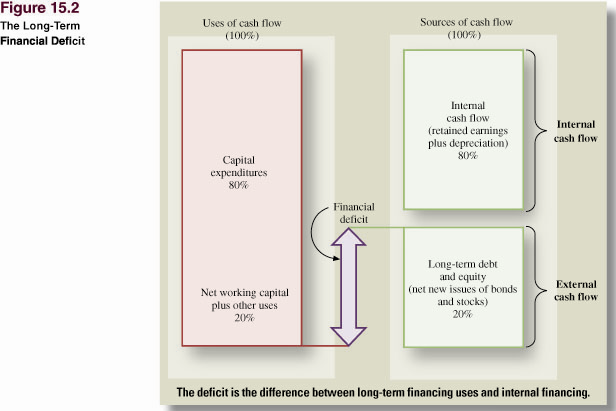 Figure 15.2
The Long-Term
Financial Deficit
Uses of cash flow
(100%)
Capital
expenditures
80%
Net working capital
plus other uses
20%
Financial
deficit
Sources of cash flow
(100%)
Internal
cash flow
(retained earnings
plus depreciation)
80%
Internal
cash flow
Long-term debt
and equity
(net new issues of bonds
and stocks)
20%
External
cash flow
The deficit is the difference between long-term financing uses and internal financing.